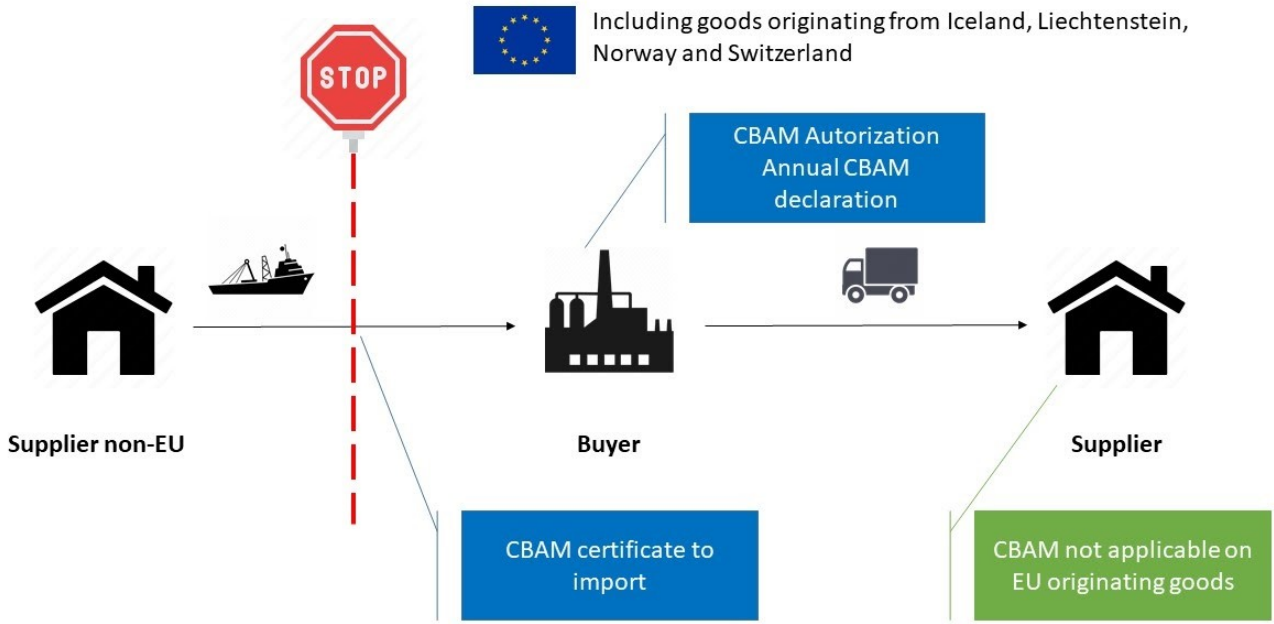 Including goods originating from Iceland, Liechtenstein,
Norway and Switzerland
STOP
CBAM Autorization
Annual CBAM
declaration
Supplier non-EU
Buyer
Supplier
CBAM certificate to
import
CBAM not applicable on
EU originating goods